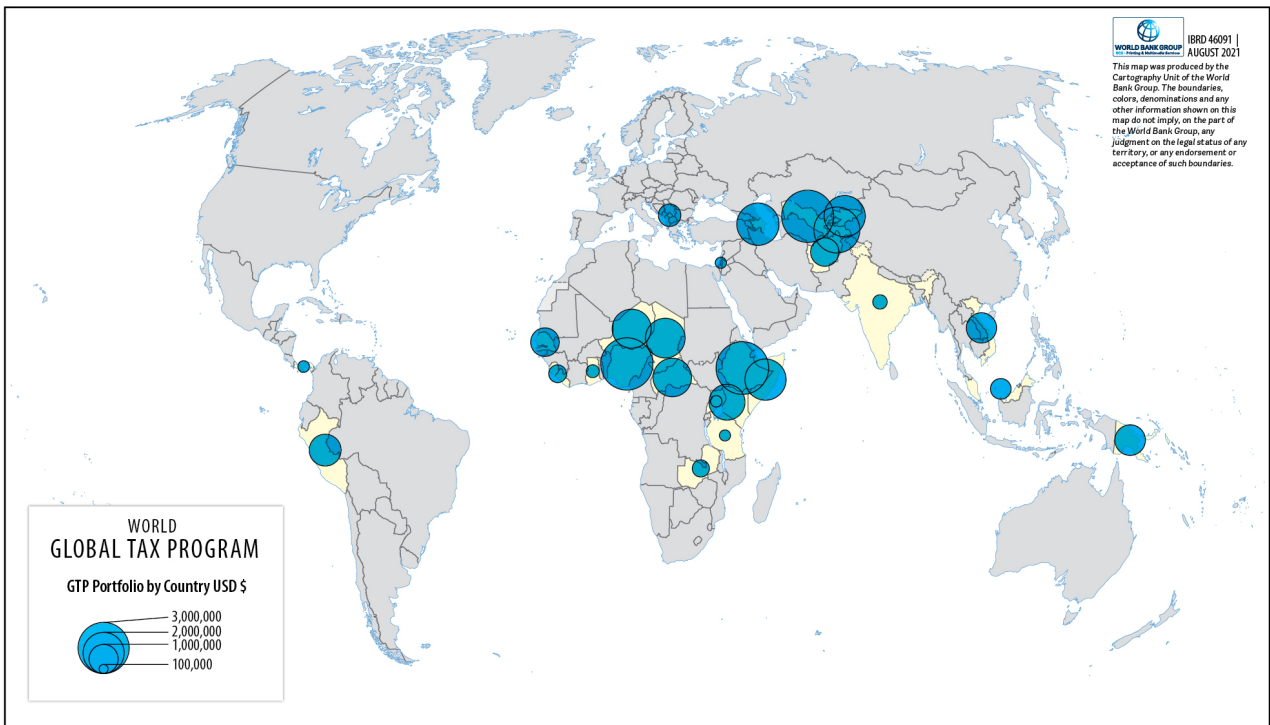 WORLD BANK GROUP
IBRD 46091 |
AUGUST 2021
This map was produced by the
Cartography Unit of the World
Bank Group. The boundaries,
colors, denominations and any
other information shown on this
map do not imply, on the part of
the World Bank Group, any
judgment on the legal status of any
territory, or any endorsement or
acceptance of such boundaries.
WORLD
GLOBAL TAX PROGRAM
GTP Portfolio by Country USD $
3,000,000
2,000,000
1,000,000
100,000